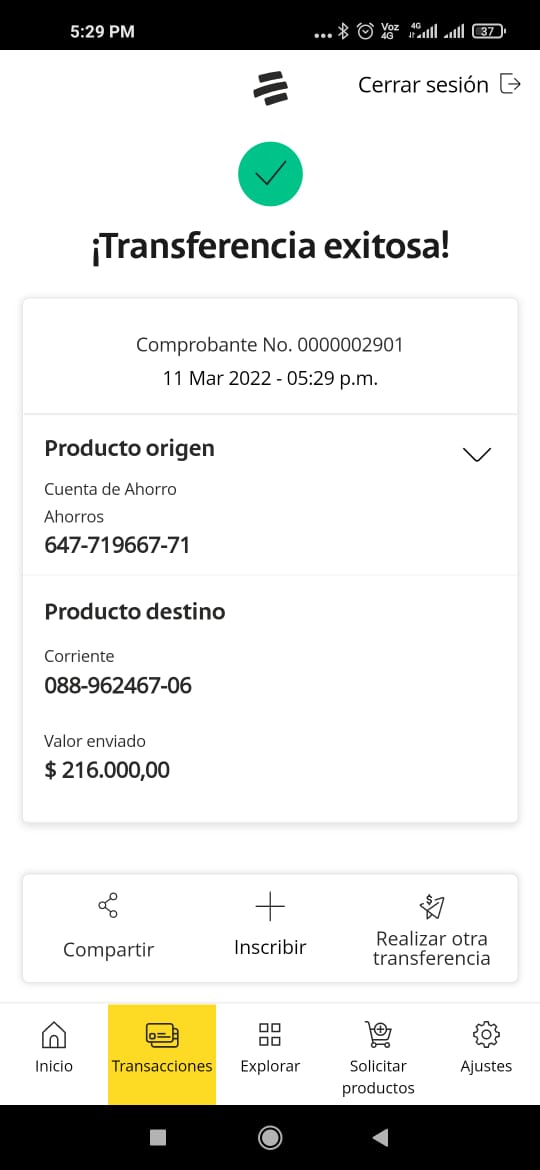 5:29 PM
Voz 4G 4G 37
Cerrar sesión
¡Transferencia exitosa!
Comprobante No. 0000002901
11 Mar 2022 - 05:29 p.m.
Producto origen
Cuenta de Ahorro
Ahorros
647-719667-71
Producto destino
Corriente
088-962467-06
Valor enviado
$ 216.000,00
Compartir
Inscribir
Realizar otra
transferencia
Inicio
Transacciones
Explorar
Solicitar
productos
Ajustes